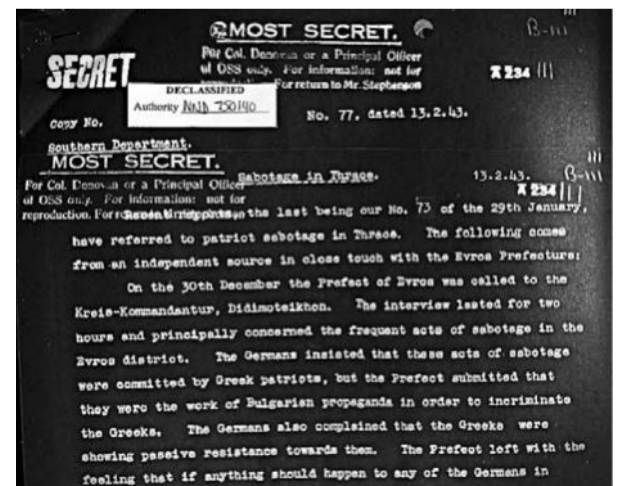 MOST SECRET.
B-111
For Col. Donovan or a Principal Officer
of OSS only. For information: not for
For return to Mr. Stephenson
SECRET
X 234
DECLASSIFIED
Authority NND 750140
Copy No.
No. 77, dated 13.2.43.
Southern Department.
MOST SECRET.
For Col. Donovan or a Principal Officer
of OSS only. For information: not for
reproduction. For
Sabotage in Thrace.
13.2.43.
B-111
X 234
the last being our No. 73 of the 29th January,
have referred to patriot sabotage in Thrace. The following comes
from an independent source in close touch with the Evros Prefecture:
On the 30th December the Prefect of Evros was called to the
Kreis-Kommandantur, Didimoteikhon. The interview lasted for two
hours and principally concerned the frequent acts of sabotage in the
Evros district. The Germans insisted that these acts of sabotage
were committed by Greek patriots, but the Prefect submitted that
they were the work of Bulgarian propaganda in order to incriminate
the Greeks. The Germans also complained that the Greeks were
showing passive resistance towards them. The Prefect left with the
feeling that if anything should happen to any of the Germans in